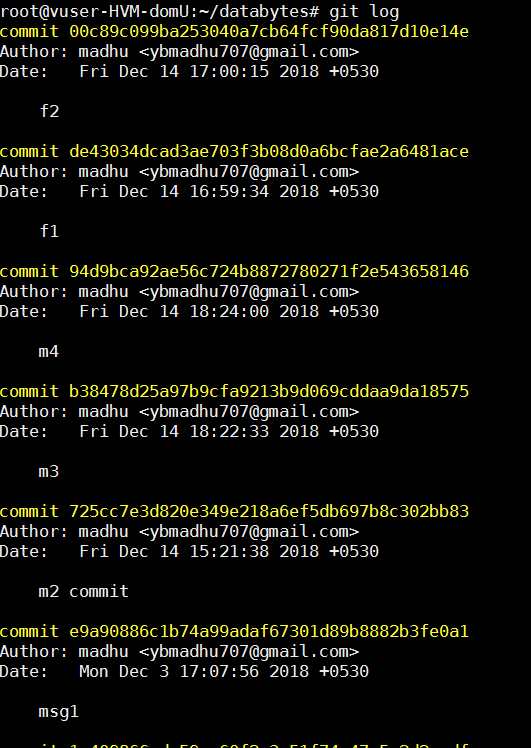 root@vuser-HVM-domU:~/databytes# git log
commit 00c89c099ba253040a7cb64fcf90da817d10e14e
Author: madhu <ybmadhu707@gmail.com>
Date:   Fri Dec 14 17:00:15 2018 +0530
f2
commit de43034dcad3ae703f3b08d0a6bcfae2a6481ace
Author: madhu <ybmadhu707@gmail.com>
Date:   Fri Dec 14 16:59:34 2018 +0530
f1
commit 94d9bca92ae56c724b8872780271f2e543658146
Author: madhu <ybmadhu707@gmail.com>
Date:   Fri Dec 14 18:24:00 2018 +0530
m4
commit b38478d25a97b9cfa9213b9d069cddaa9da18575
Author: madhu <ybmadhu707@gmail.com>
Date:   Fri Dec 14 18:22:33 2018 +0530
m3
commit 725cc7e3d820e349e218a6ef5db697b8c302bb83
Author: madhu <ybmadhu707@gmail.com>
Date:   Fri Dec 14 15:21:38 2018 +0530
m2 commit
commit e9a90886c1b74a99adaf67301d89b8882b3fe0a1
Author: madhu <ybmadhu707@gmail.com>
Date:   Mon Dec 3 17:07:56 2018 +0530
msg1